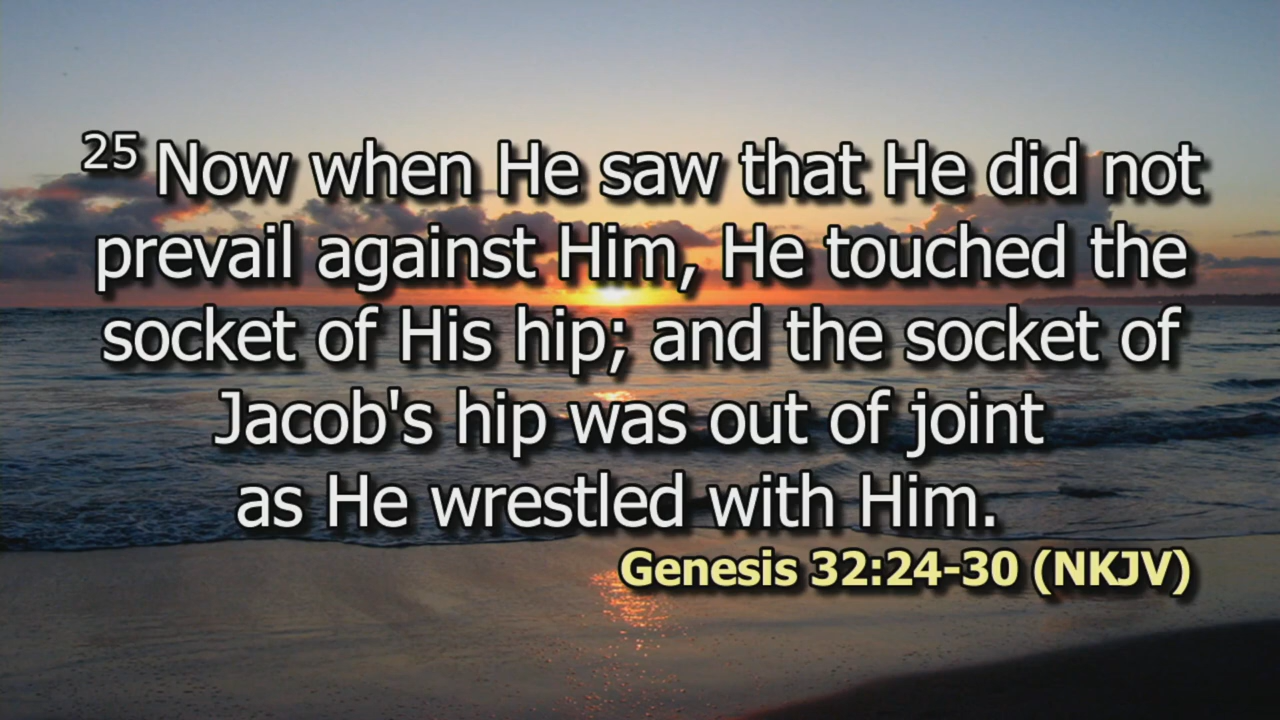 25 Now when He saw that He did not
prevail against Him, He touched the
socket of His hip; and the socket of
Jacob's hip was out of joint
as He wrestled with Him.
Genesis 32:24-30 (NKJV)